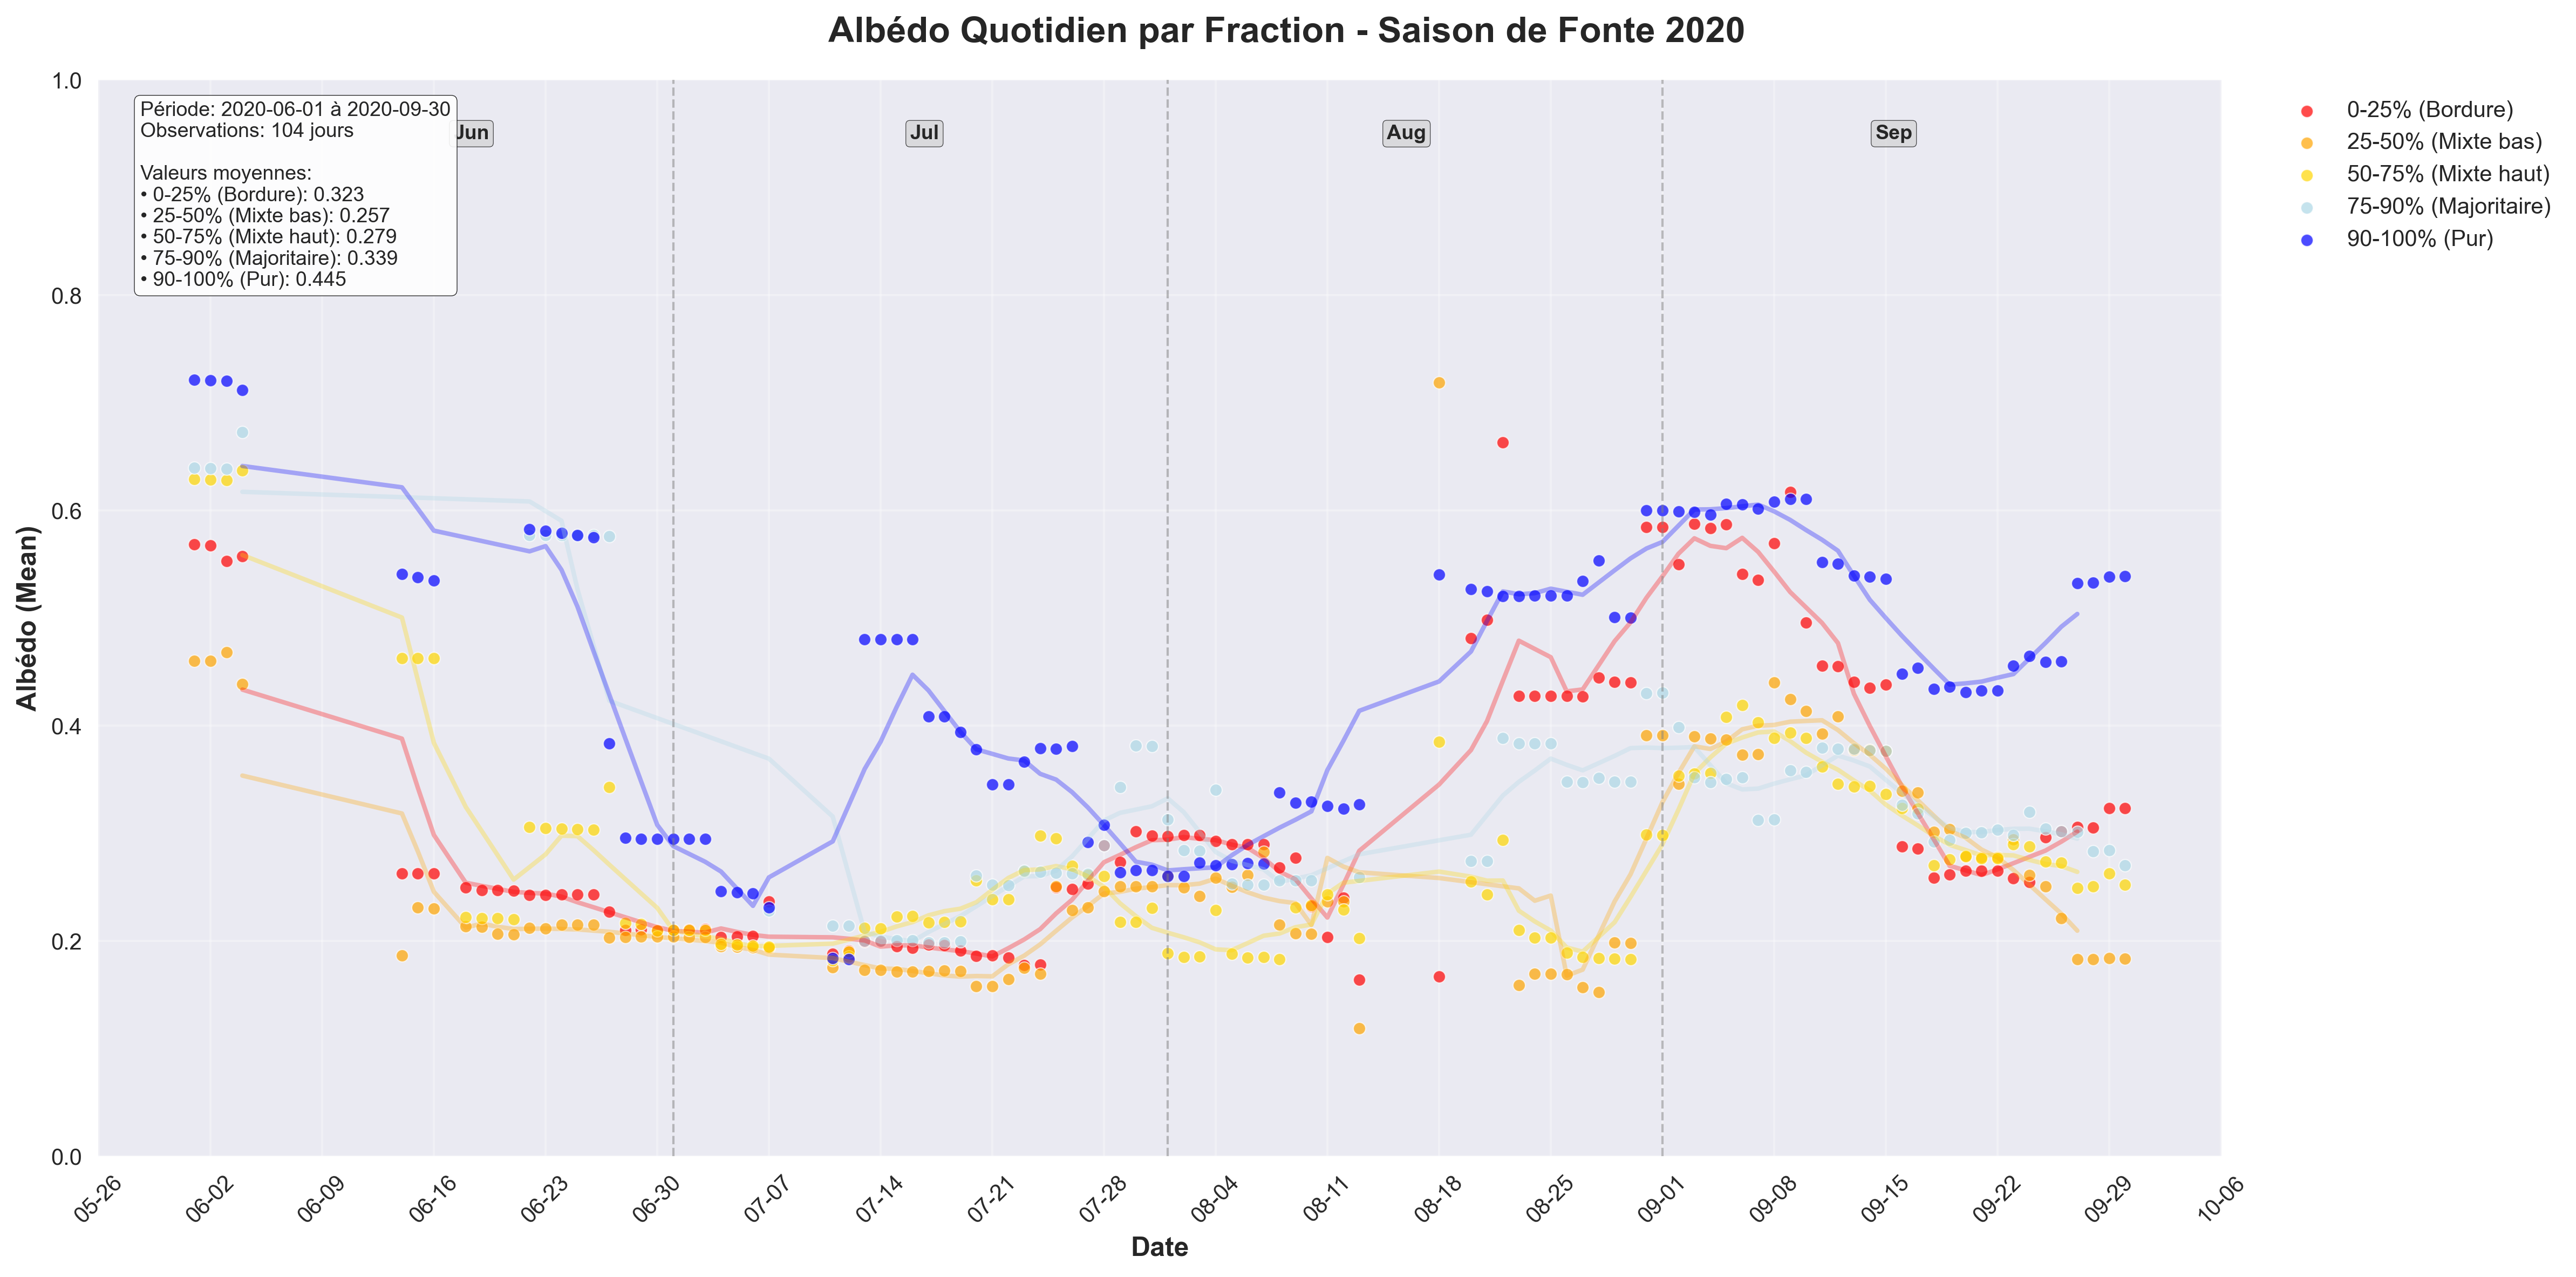 Albédo Quotidien par Fraction - Saison de Fonte 2020
Période: 2020-06-01 à 2020-09-30
Observations: 104 jours
Valeurs moyennes:
• 0-25% (Bordure): 0.323
• 25-50% (Mixte bas): 0.257
• 50-75% (Mixte haut): 0.279
• 75-90% (Majoritaire): 0.339
• 90-100% (Pur): 0.445
Jun
Jul
Aug
Sep
0-25% (Bordure)
25-50% (Mixte bas)
50-75% (Mixte haut)
75-90% (Majoritaire)
90-100% (Pur)
Albédo (Mean)
1.0
0.8
0.6
0.4
0.2
0.0
05-26
06-02
06-09
06-16
06-23
06-30
07-07
07-14
07-21
07-28
08-04
08-11
08-18
08-25
09-01
09-08
09-15
09-22
09-29
10-06
Date